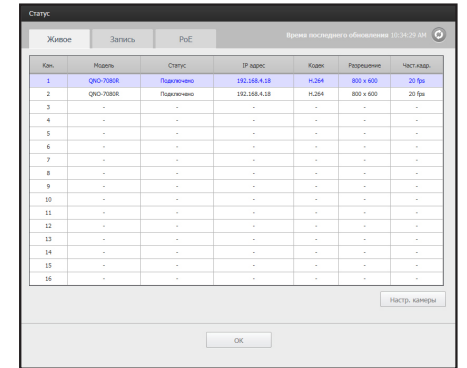 Статус
Живое Запись PoE Время последнего обновления 10:34:29 AM
Кан. Модель Статус IP адрес Кодек Разрешение Част.кадр.
1 QNO-7080R Подключено 192.168.4.18 H.264 800 x 600 20 fps
2 QNO-7080R Подключено 192.168.4.18 H.264 800 x 600 20 fps
3 - - - - - -
4 - - - - - -
5 - - - - - -
6 - - - - - -
7 - - - - - -
8 - - - - - -
9 - - - - - -
10 - - - - - -
11 - - - - - -
12 - - - - - -
13 - - - - - -
14 - - - - - -
15 - - - - - -
16 - - - - - -
Настр. камеры
OK